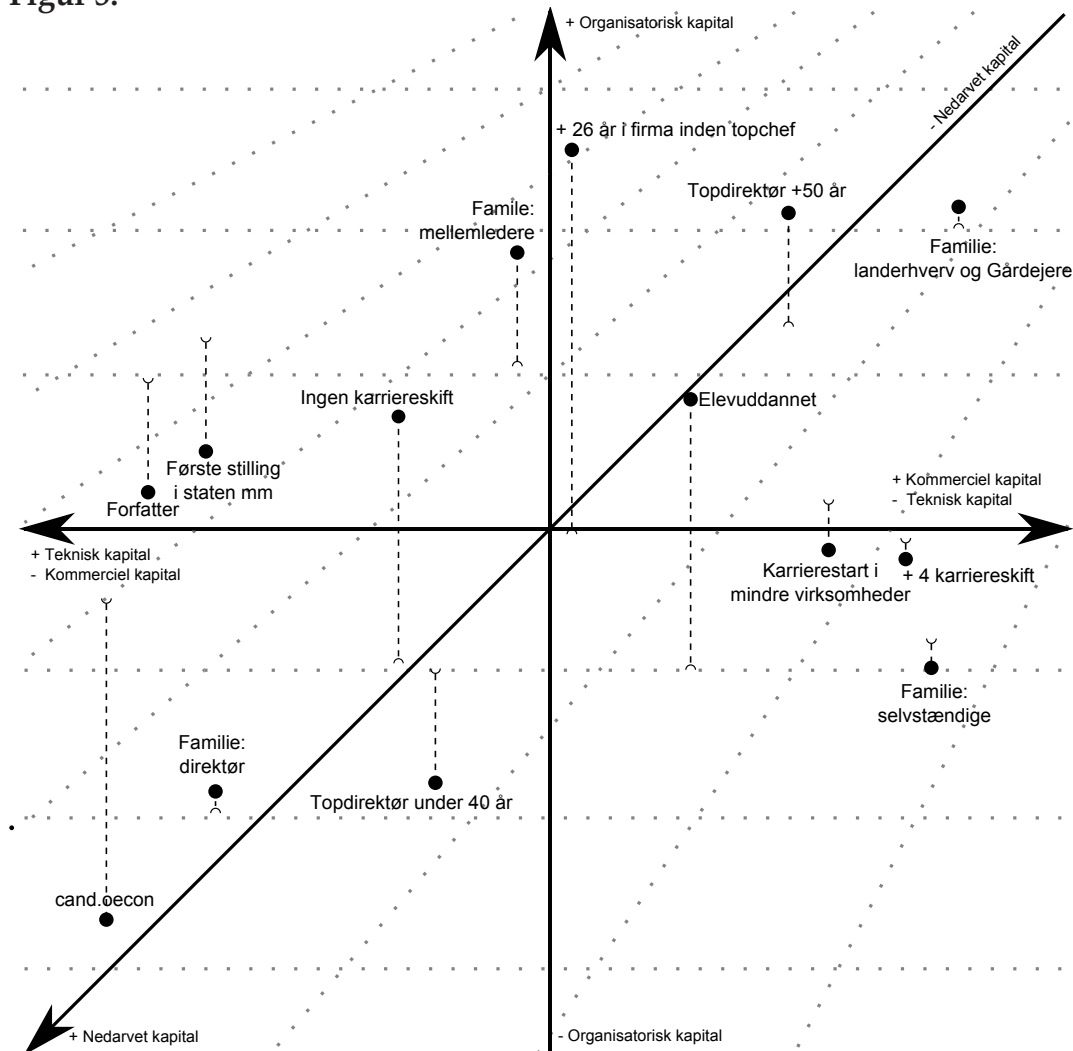 Figur 3.
+ Organisatorisk kapital
- Nedarvet kapital
+ 26 år i firma inden topchef
Topdirektør +50 år
Famile:
mellemledere
Familie:
landerhverv og Gårdejere
Ingen karriereskift
Elevuddannet
Første stilling
i staten mm
Forfatter
+ Kommerciel kapital
- Teknisk kapital
+ Teknisk kapital
- Kommerciel kapital
Karrierestart i
mindre virksomheder
+ 4 karriereskift
Familie:
selvstændige
Familie:
direktør
Topdirektør under 40 år
cand.oecon
+ Nedarvet kapital
- Organisatorisk kapital